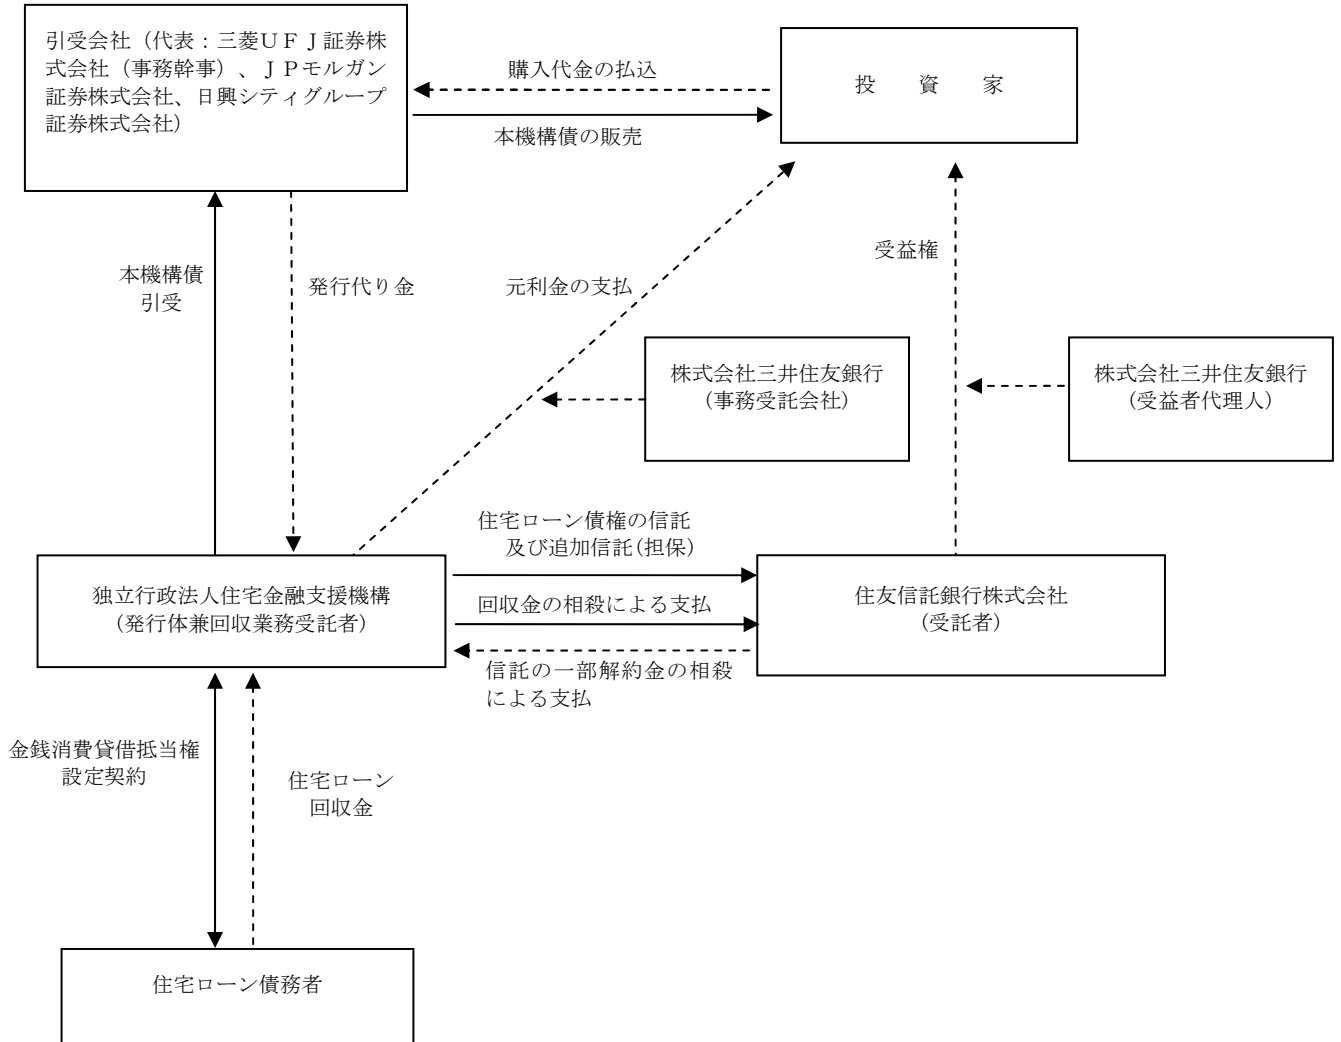 引受会社（代表：三菱ＵＦＪ証券株
式会社（事務幹事）、ＪＰモルガン
証券株式会社、日興シティグループ
証券株式会社）
購入代金の払込
本機構債の販売
投　資　家
本機構債
引受
発行代り金
元利金の支払
受益権
株式会社三井住友銀行
（事務受託会社）
株式会社三井住友銀行
（受益者代理人）
住宅ローン債権の信託
及び追加信託（担保）
回収金の相殺による支払
信託の一部解約金の相殺
による支払
独立行政法人住宅金融支援機構
（発行体兼回収業務受託者）
住友信託銀行株式会社
（受託者）
金銭消費貸借抵当権
設定契約
住宅ローン
回収金
住宅ローン債務者